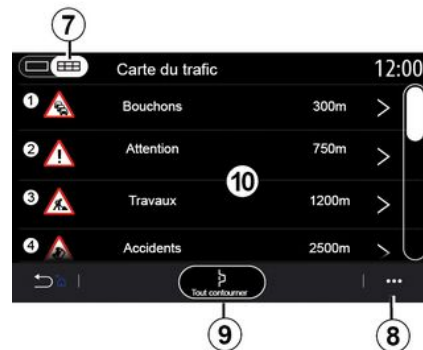 7
Carte du trafic 12:00
1 Bouchons 300m
2 Attention 750m
10
3 Travaux 1200m
4 Accidents 2500m
Tout contourner
9 8